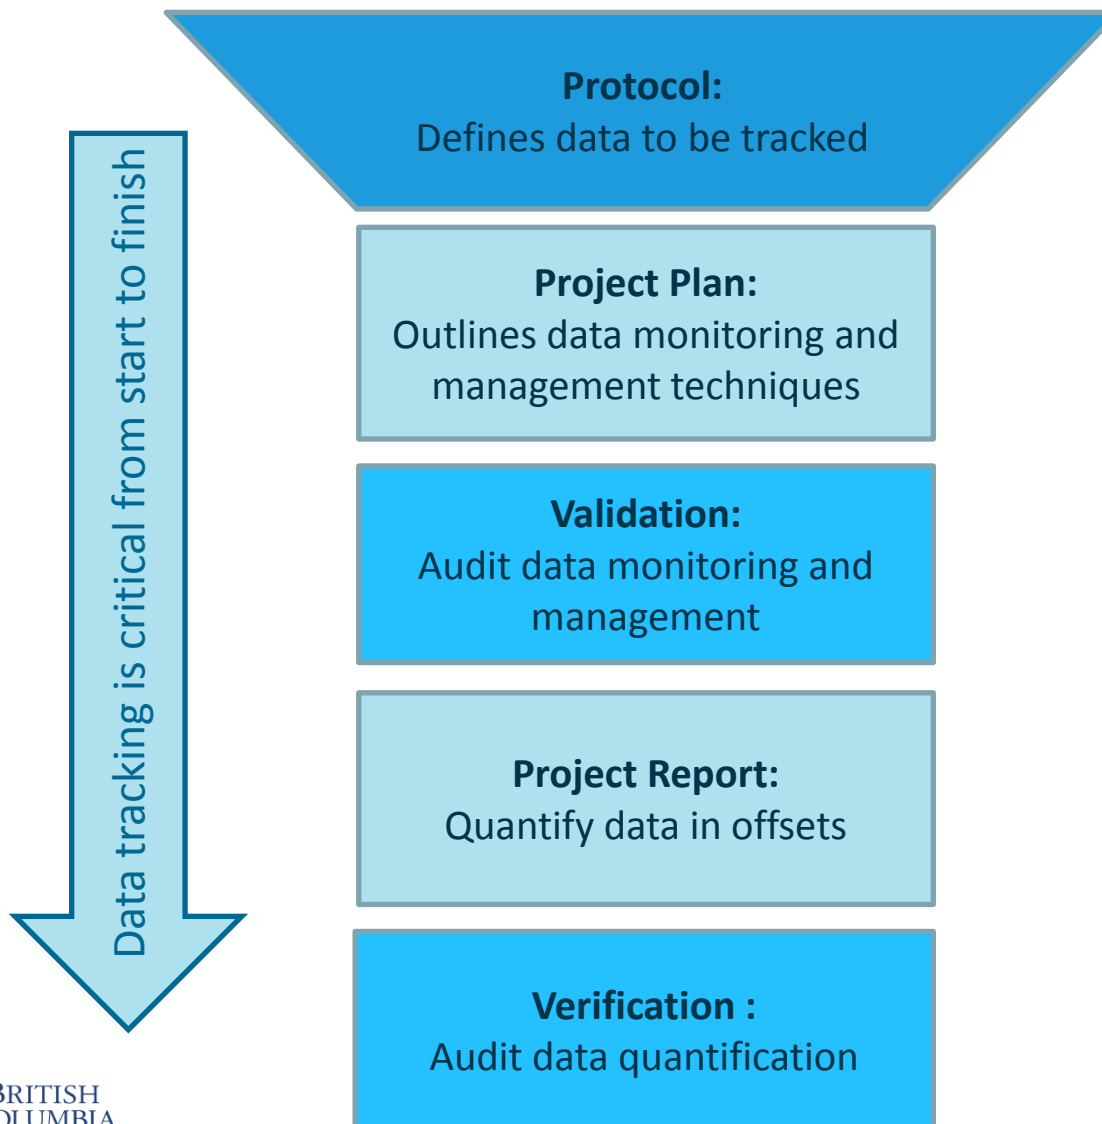 Protocol:
Defines data to be tracked
Data tracking is critical from start to finish
Project Plan:
Outlines data monitoring and
management techniques
Validation:
Audit data monitoring and
management
Project Report:
Quantify data in offsets
Verification :
Audit data quantification
BRITISH
COLUMBIA